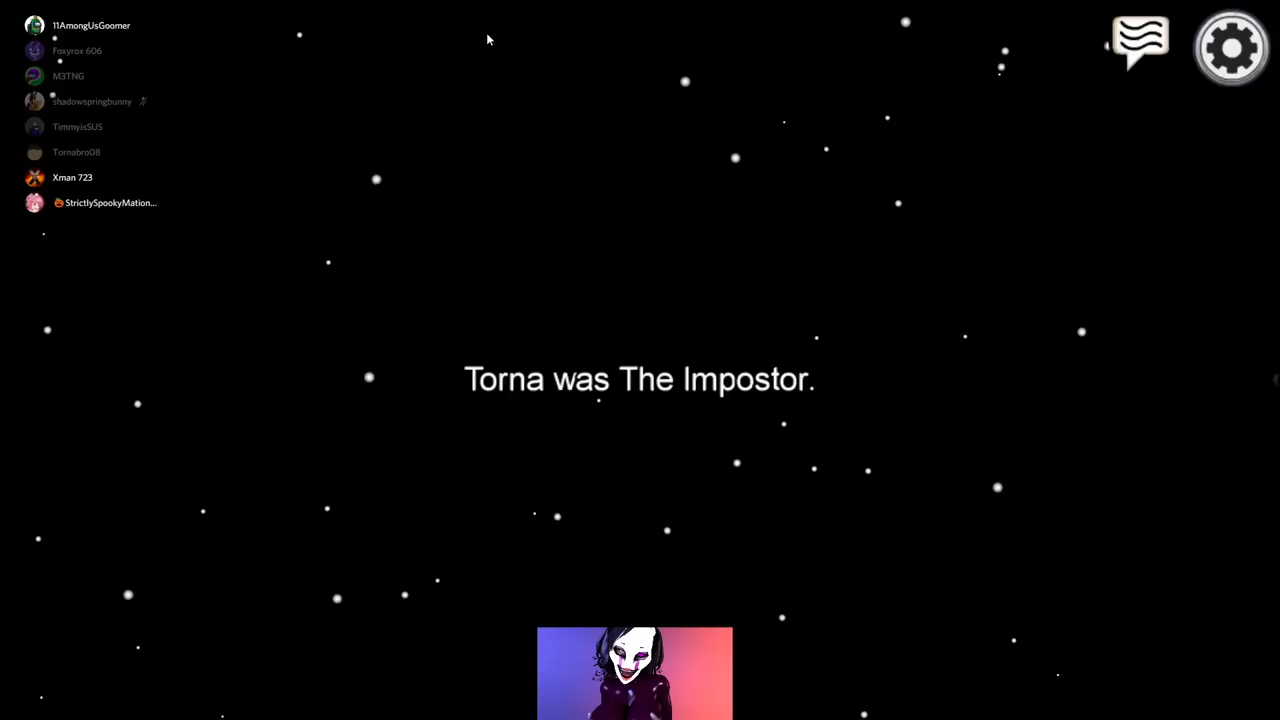 11AmongUsGoomer
Foxyrox 606
M3TNG
shadowspringbunny
TimmyisSUS
Tornabro08
Xman 723
🎃StrictlySpookyMation...
Torna was The Impostor.